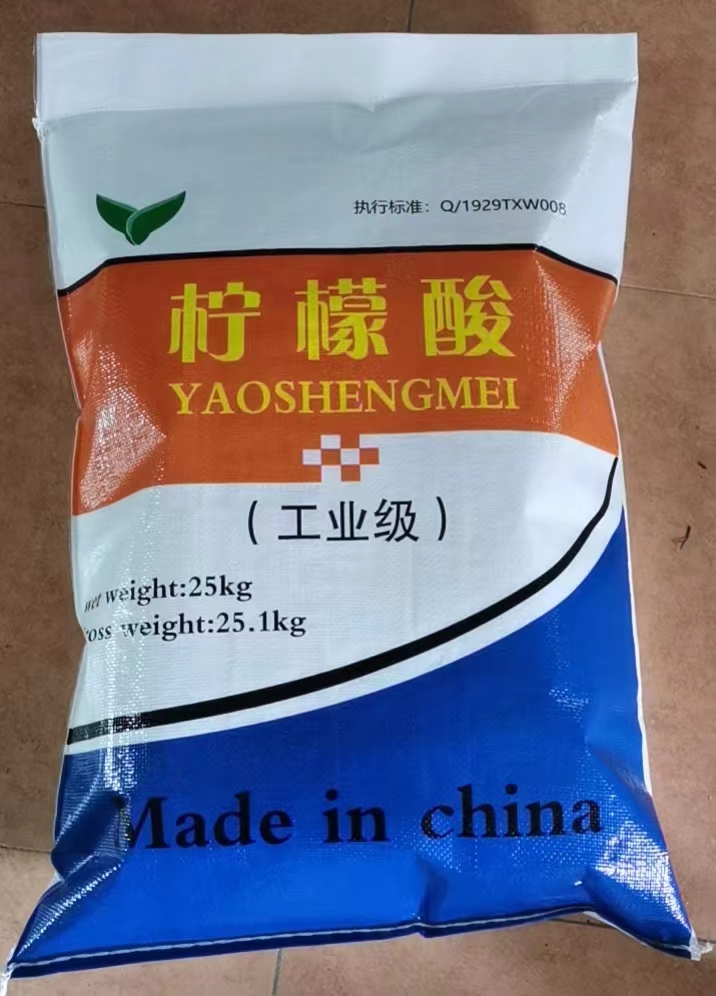 执行标准：Q/1929TXW008
柠檬酸
YAOSHENGMEI
（工业级）
weight:25kg
weight:25.1kg
Made in china